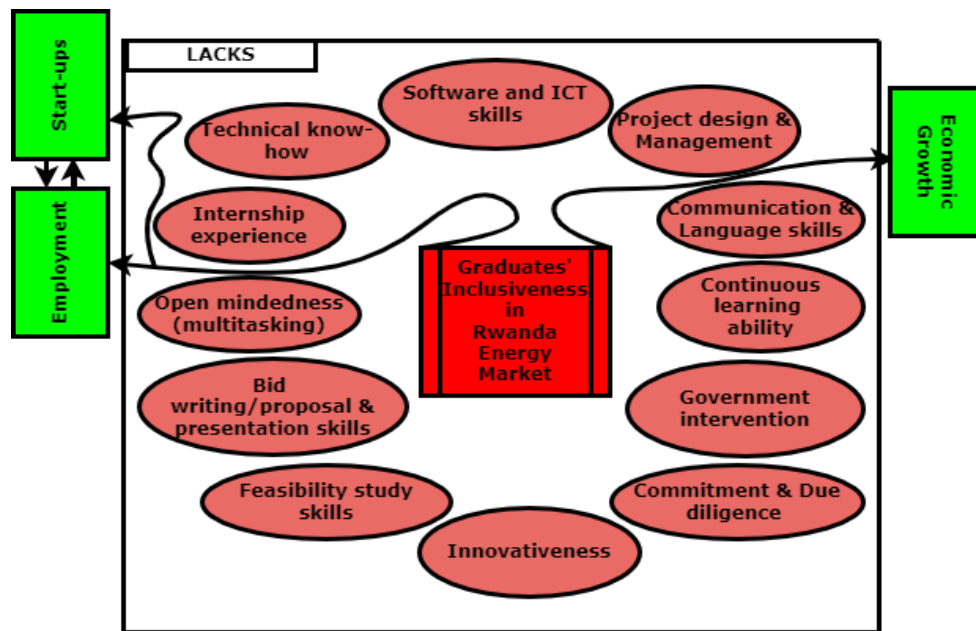 Start-ups
Employment
LACKS
Software and ICT
skills
Technical know-
how
Project design &
Management
Internship
experience
Communication &
Language skills
Open mindedness
(multitasking)
Graduates'
Inclusiveness
in
Rwanda
Energy
Market
Continuous
learning
ability
Bid
writing/proposal &
presentation skills
Government
intervention
Feasibility study
skills
Commitment & Due
diligence
Innovativeness
Economic
Growth